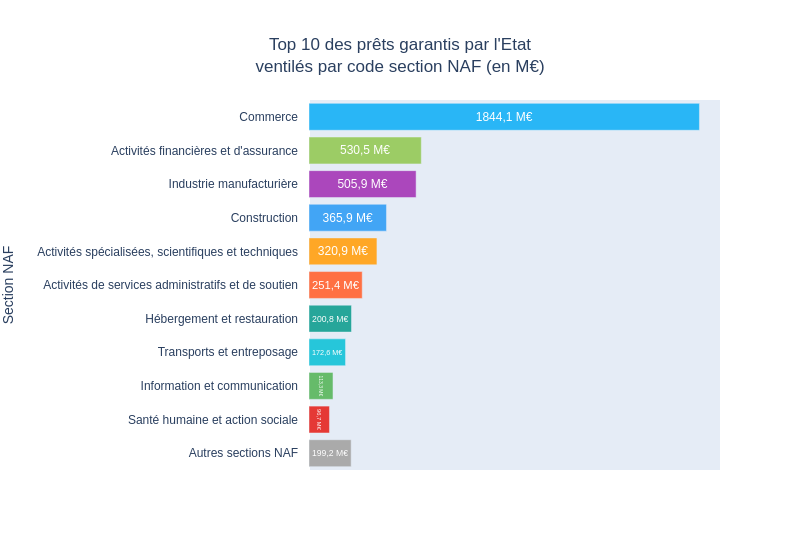 Top 10 des prêts garantis par l'Etat
ventilés par code section NAF (en M€)
Section NAF
Commerce 1844,1 M€
Activités financières et d'assurance 530,5 M€
Industrie manufacturière 505,9 M€
Construction 365,9 M€
Activités spécialisées, scientifiques et techniques 320,9 M€
Activités de services administratifs et de soutien 251,4 M€
Hébergement et restauration 200,8 M€
Transports et entreposage 172,6 M€
Information et communication
Santé humaine et action sociale
Autres sections NAF 199,2 M€